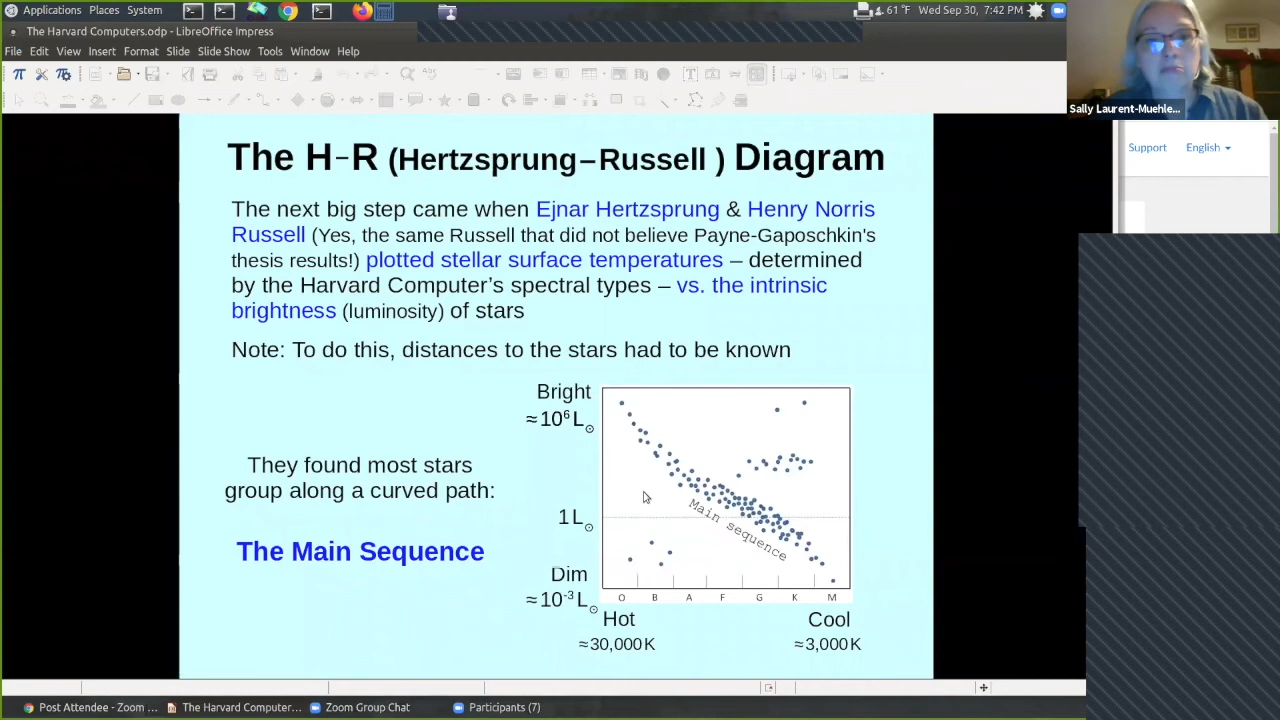 Applications Places System
61 °F Wed Sep 30, 7:42 PM
The Harvard Computers.odp - LibreOffice Impress
File Edit View Insert Format Slide Slide Show Tools Window Help
Sally Laurent-Muehle...
Support English
The H–R (Hertzsprung–Russell ) Diagram
The next big step came when Ejnar Hertzsprung & Henry Norris
Russell (Yes, the same Russell that did not believe Payne-Gaposchkin's
thesis results!) plotted stellar surface temperatures – determined
by the Harvard Computer's spectral types – vs. the intrinsic
brightness (luminosity) of stars
Note: To do this, distances to the stars had to be known
They found most stars
group along a curved path:
The Main Sequence
Bright
≈10⁶L☉
1L☉
Dim
≈10⁻³L☉
Main sequence
O B A F G K M
Hot Cool
≈30,000K ≈3,000K
Post Attendee - Zoom ... The Harvard Computer... Zoom Group Chat Participants (7)